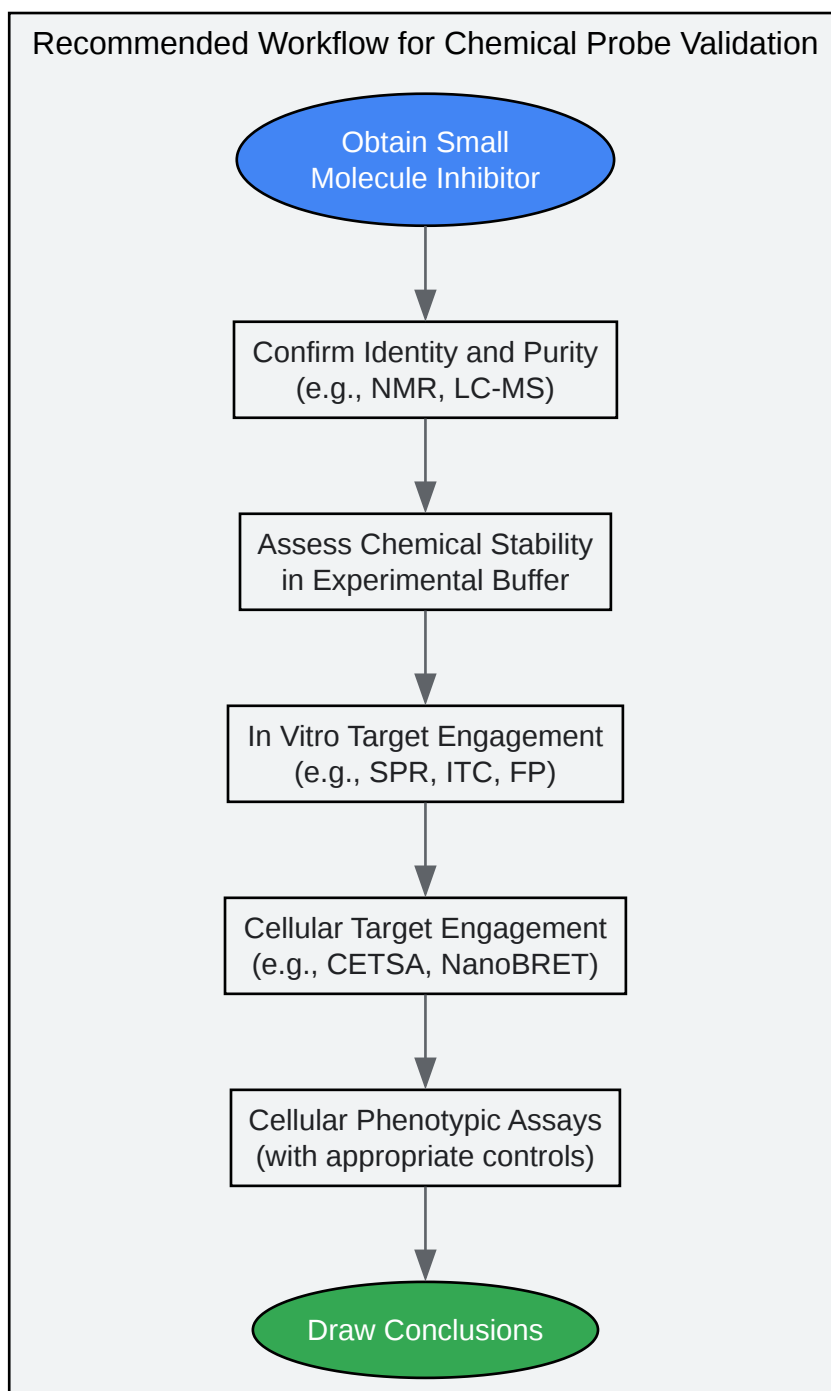 Recommended Workflow for Chemical Probe Validation
Obtain Small
Molecule Inhibitor
Confirm Identity and Purity
(e.g., NMR, LC-MS)
Assess Chemical Stability
in Experimental Buffer
In Vitro Target Engagement
(e.g., SPR, ITC, FP)
Cellular Target Engagement
(e.g., CETSA, NanoBRET)
Cellular Phenotypic Assays
(with appropriate controls)
Draw Conclusions